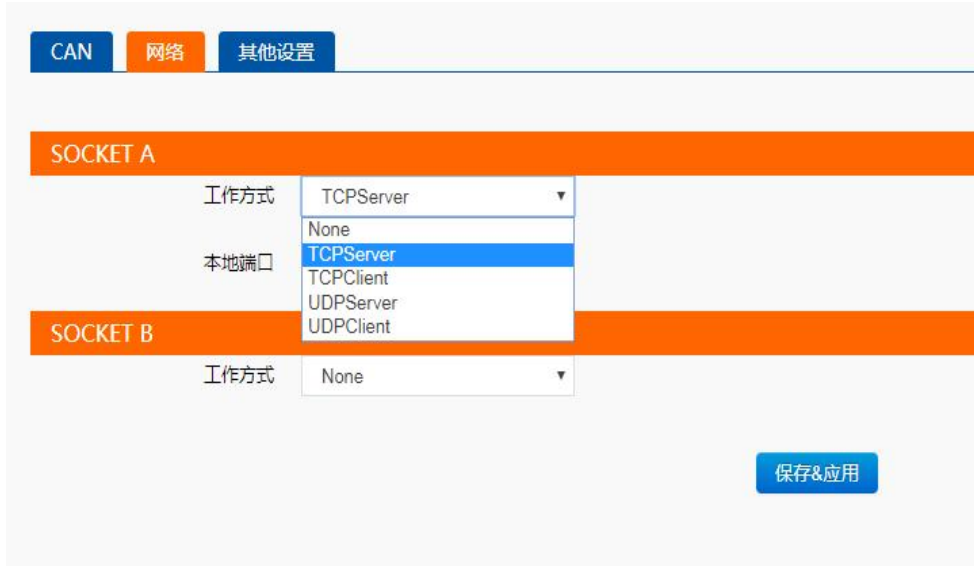 CAN 网络 其他设置
SOCKET A
工作方式 TCPServer
None
TCPServer
本地端口
TCPClient
UDPServer
UDPClient
SOCKET B
工作方式 None
保存&应用